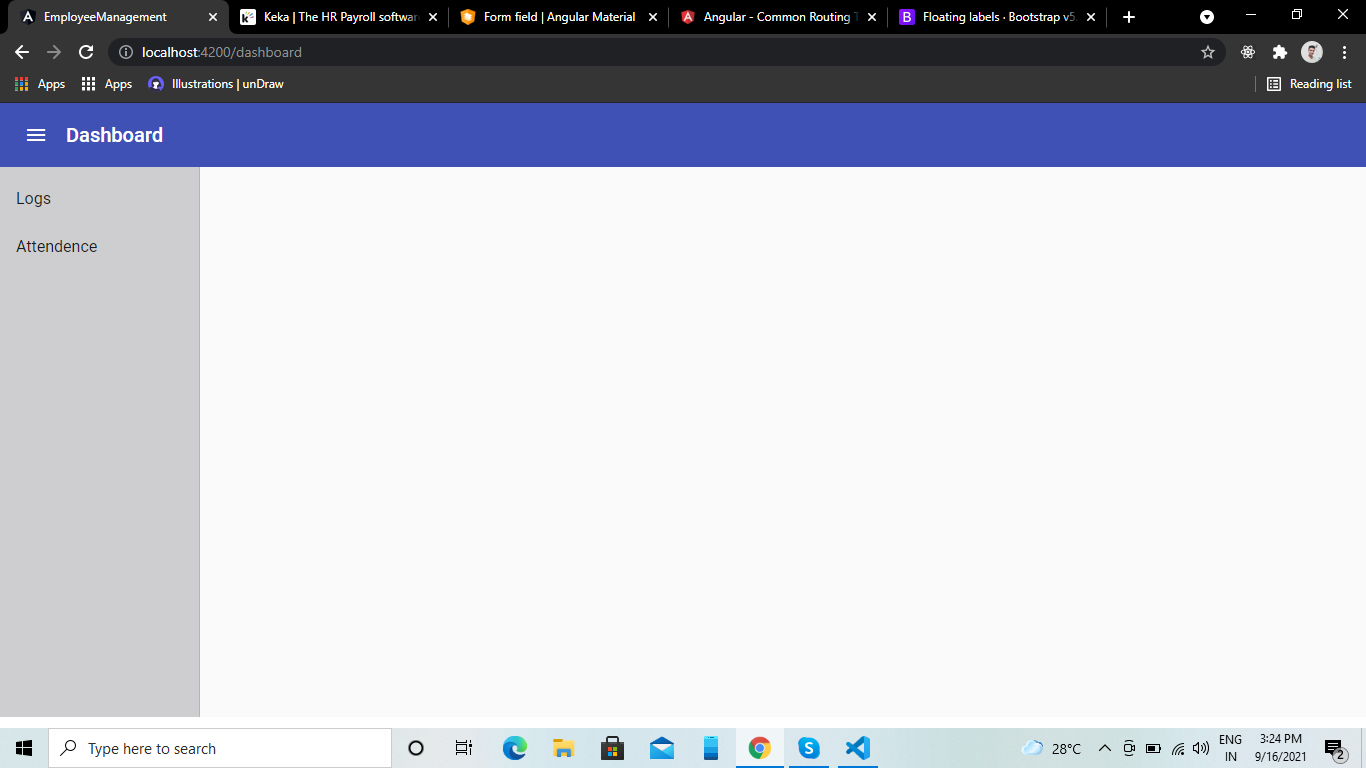 EmployeeManagement
Keka | The HR Payroll softwar
Form field | Angular Material
Angular - Common Routing T
Floating labels · Bootstrap v5.
localhost:4200/dashboard
Apps
Apps
Illustrations | unDraw
Reading list
Dashboard
Logs
Attendence
Type here to search
28°C
ENG
IN
3:24 PM
9/16/2021
2